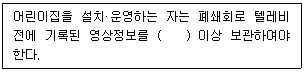 어린이집을 설치·운영하는 자는 폐쇄회로 텔레비
전에 기록된 영상정보를 (   )이상 보관하여야
한다.